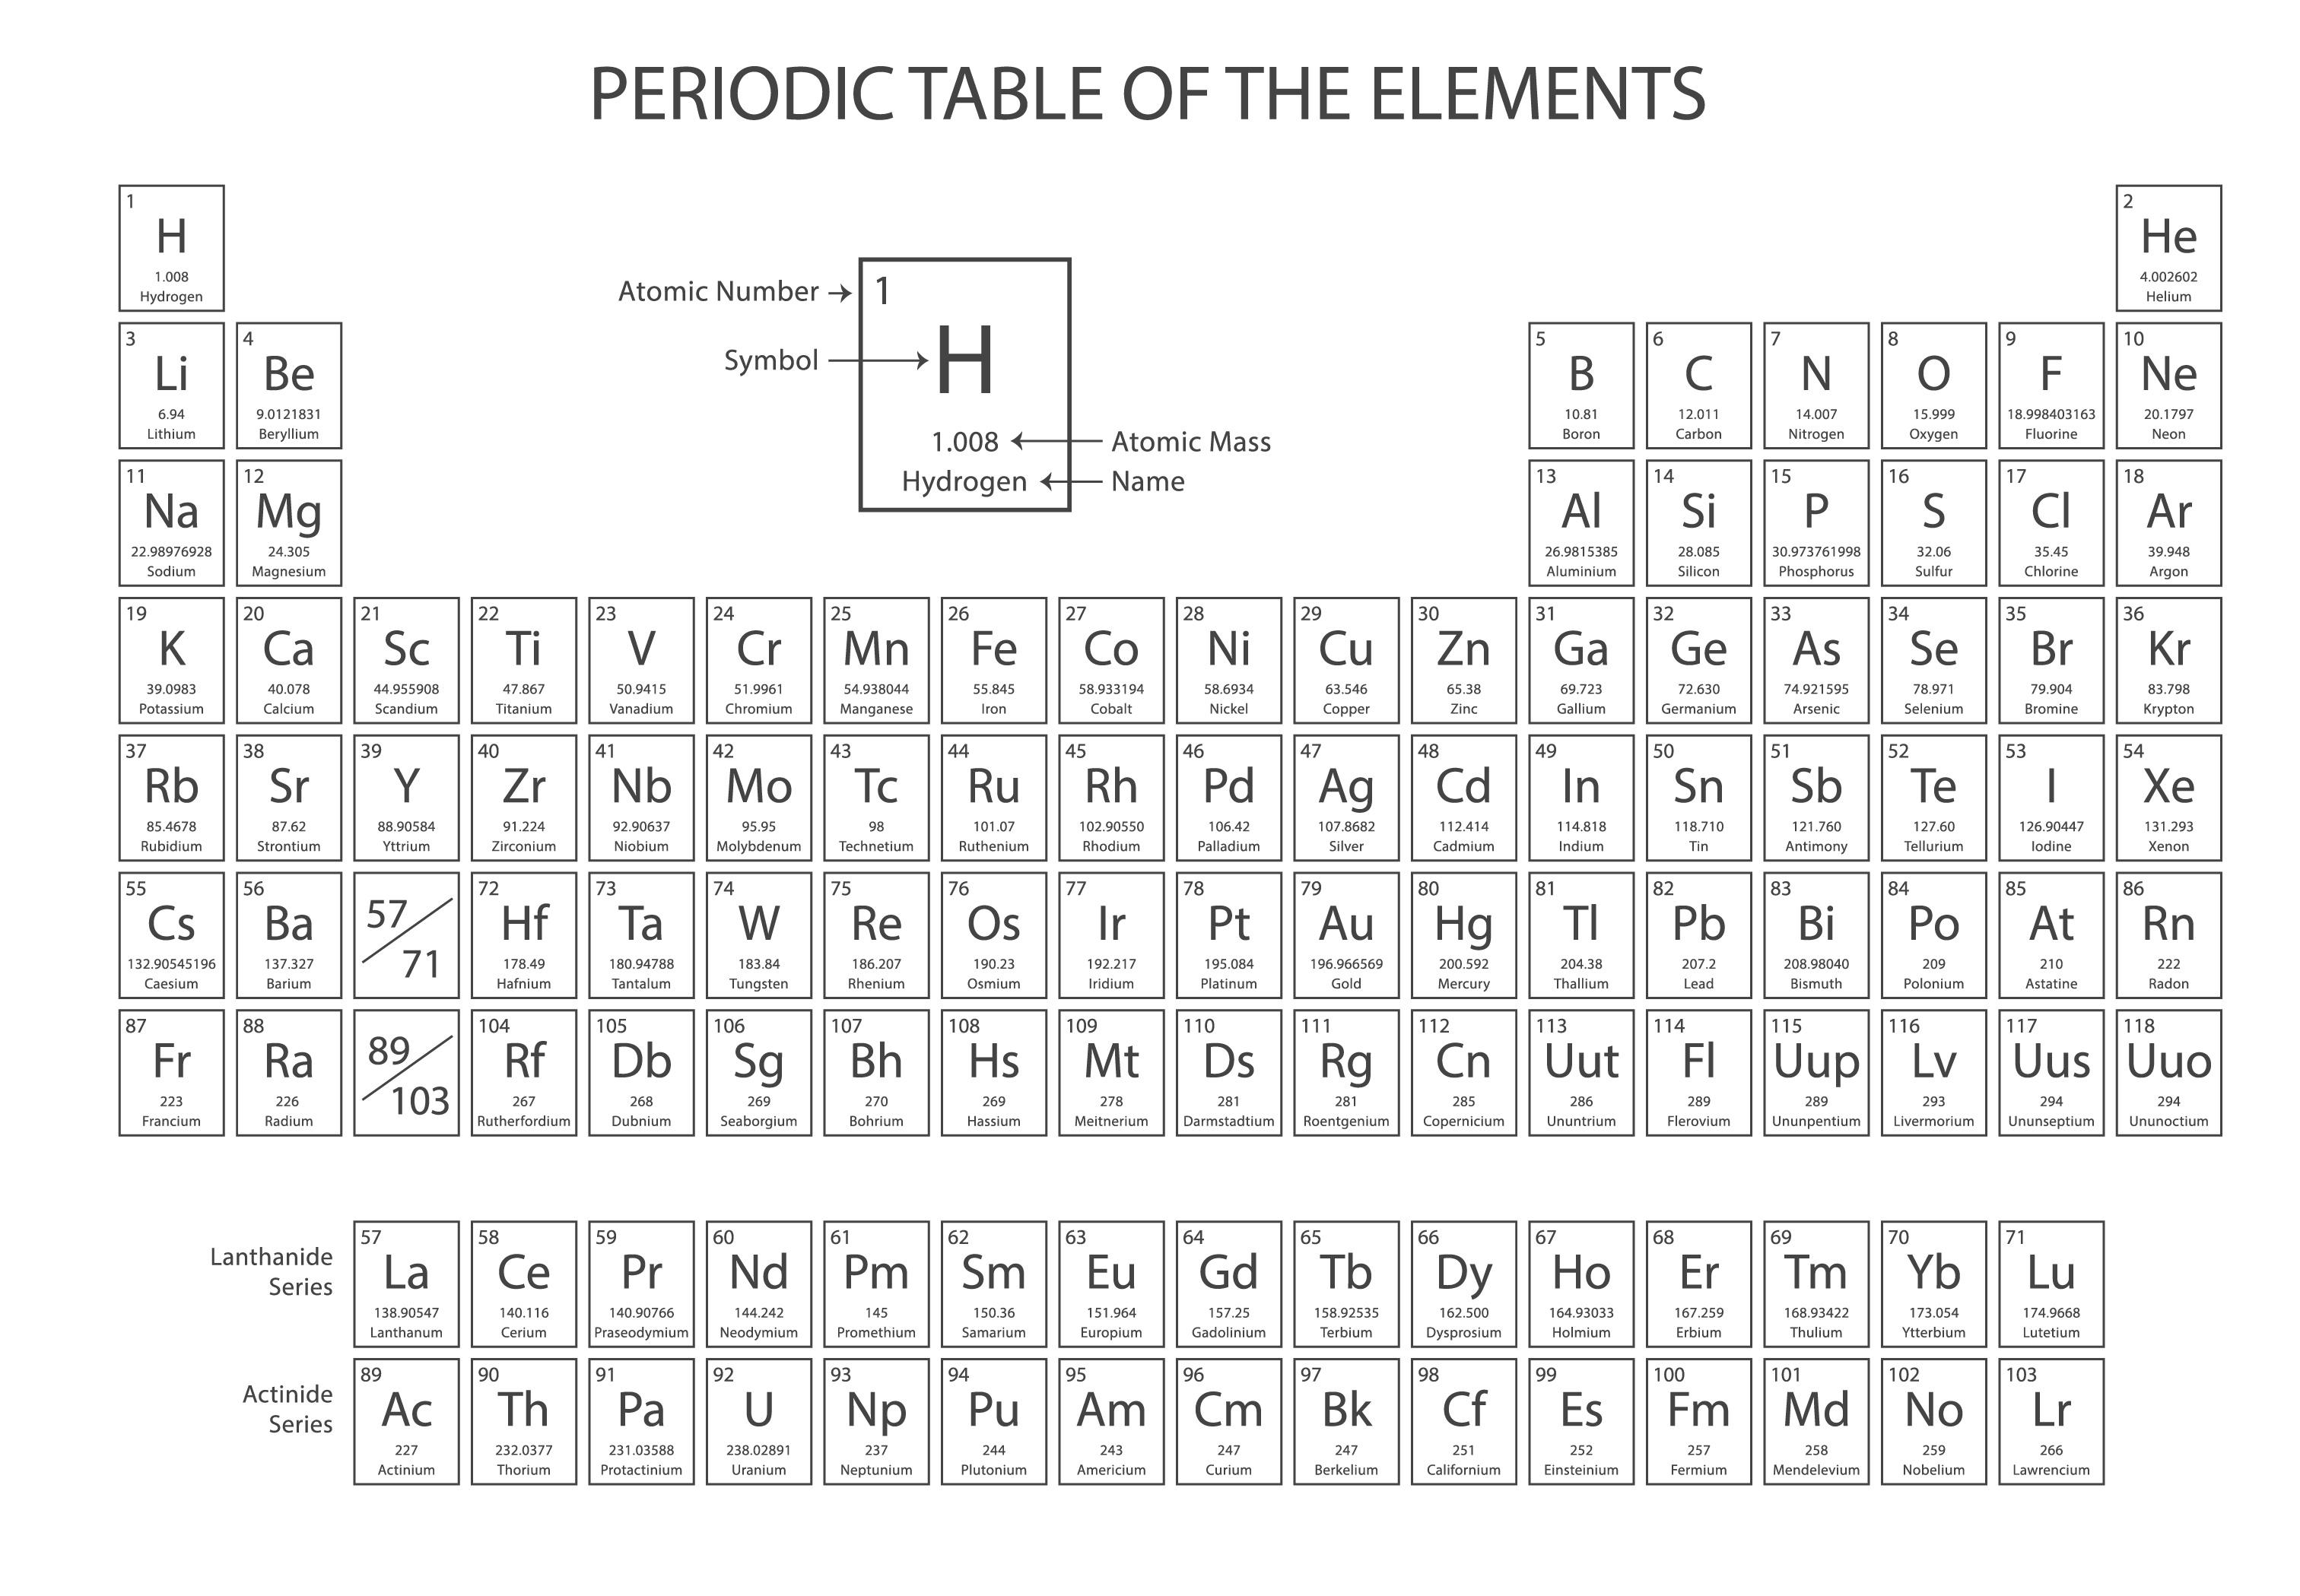 PERIODIC TABLE OF THE ELEMENTS
1
H
1.008
Hydrogen
2
He
4.002602
Helium
Atomic Number
Symbol
1
H
1.008
Hydrogen
Atomic Mass
Name
3
Li
6.94
Lithium
4
Be
9.0121831
Beryllium
5
B
10.81
Boron
6
C
12.011
Carbon
7
N
14.007
Nitrogen
8
O
15.999
Oxygen
9
F
18.998403163
Fluorine
10
Ne
20.1797
Neon
11
Na
22.98976928
Sodium
12
Mg
24.305
Magnesium
13
Al
26.9815385
Aluminium
14
Si
28.085
Silicon
15
P
30.973761998
Phosphorus
16
S
32.06
Sulfur
17
Cl
35.45
Chlorine
18
Ar
39.948
Argon
19
K
39.0983
Potassium
20
Ca
40.078
Calcium
21
Sc
44.955908
Scandium
22
Ti
47.867
Titanium
23
V
50.9415
Vanadium
24
Cr
51.9961
Chromium
25
Mn
54.938044
Manganese
26
Fe
55.845
Iron
27
Co
58.933194
Cobalt
28
Ni
58.6934
Nickel
29
Cu
63.546
Copper
30
Zn
65.38
Zinc
31
Ga
69.723
Gallium
32
Ge
72.630
Germanium
33
As
74.921595
Arsenic
34
Se
78.971
Selenium
35
Br
79.904
Bromine
36
Kr
83.798
Krypton
37
Rb
85.4678
Rubidium
38
Sr
87.62
Strontium
39
Y
88.90584
Yttrium
40
Zr
91.224
Zirconium
41
Nb
92.90637
Niobium
42
Mo
95.95
Molybdenum
43
Tc
98
Technetium
44
Ru
101.07
Ruthenium
45
Rh
102.90550
Rhodium
46
Pd
106.42
Palladium
47
Ag
107.8682
Silver
48
Cd
112.414
Cadmium
49
In
114.818
Indium
50
Sn
118.710
Tin
51
Sb
121.760
Antimony
52
Te
127.60
Tellurium
53
I
126.90447
Iodine
54
Xe
131.293
Xenon
55
Cs
132.90545196
Caesium
56
Ba
137.327
Barium
57
71
72
Hf
178.49
Hafnium
73
Ta
180.94788
Tantalum
74
W
183.84
Tungsten
75
Re
186.207
Rhenium
76
Os
190.23
Osmium
77
Ir
192.217
Iridium
78
Pt
195.084
Platinum
79
Au
196.966569
Gold
80
Hg
200.592
Mercury
81
Tl
204.38
Thallium
82
Pb
207.2
Lead
83
Bi
208.98040
Bismuth
84
Po
209
Polonium
85
At
210
Astatine
86
Rn
222
Radon
87
Fr
223
Francium
88
Ra
226
Radium
89
103
104
Rf
267
Rutherfordium
105
Db
268
Dubnium
106
Sg
269
Seaborgium
107
Bh
270
Bohrium
108
Hs
269
Hassium
109
Mt
278
Meitnerium
110
Ds
281
Darmstadtium
111
Rg
281
Roentgenium
112
Cn
285
Copernicium
113
Uut
286
Ununtrium
114
Fl
289
Flerovium
115
Uup
289
Ununpentium
116
Lv
293
Livermorium
117
Uus
294
Ununseptium
118
Uuo
294
Ununoctium
Lanthanide
Series
57
La
138.90547
Lanthanum
58
Ce
140.116
Cerium
59
Pr
140.90766
Praseodymium
60
Nd
144.242
Neodymium
61
Pm
145
Promethium
62
Sm
150.36
Samarium
63
Eu
151.964
Europium
64
Gd
157.25
Gadolinium
65
Tb
158.92535
Terbium
66
Dy
162.500
Dysprosium
67
Ho
164.93033
Holmium
68
Er
167.259
Erbium
69
Tm
168.93422
Thulium
70
Yb
173.054
Ytterbium
71
Lu
174.9668
Lutetium
Actinide
Series
89
Ac
227
Actinium
90
Th
232.0377
Thorium
91
Pa
231.03588
Protactinium
92
U
238.02891
Uranium
93
Np
237
Neptunium
94
Pu
244
Plutonium
95
Am
243
Americium
96
Cm
247
Curium
97
Bk
247
Berkelium
98
Cf
251
Californium
99
Es
252
Einsteinium
100
Fm
257
Fermium
101
Md
258
Mendelevium
102
No
259
Nobelium
103
Lr
266
Lawrencium